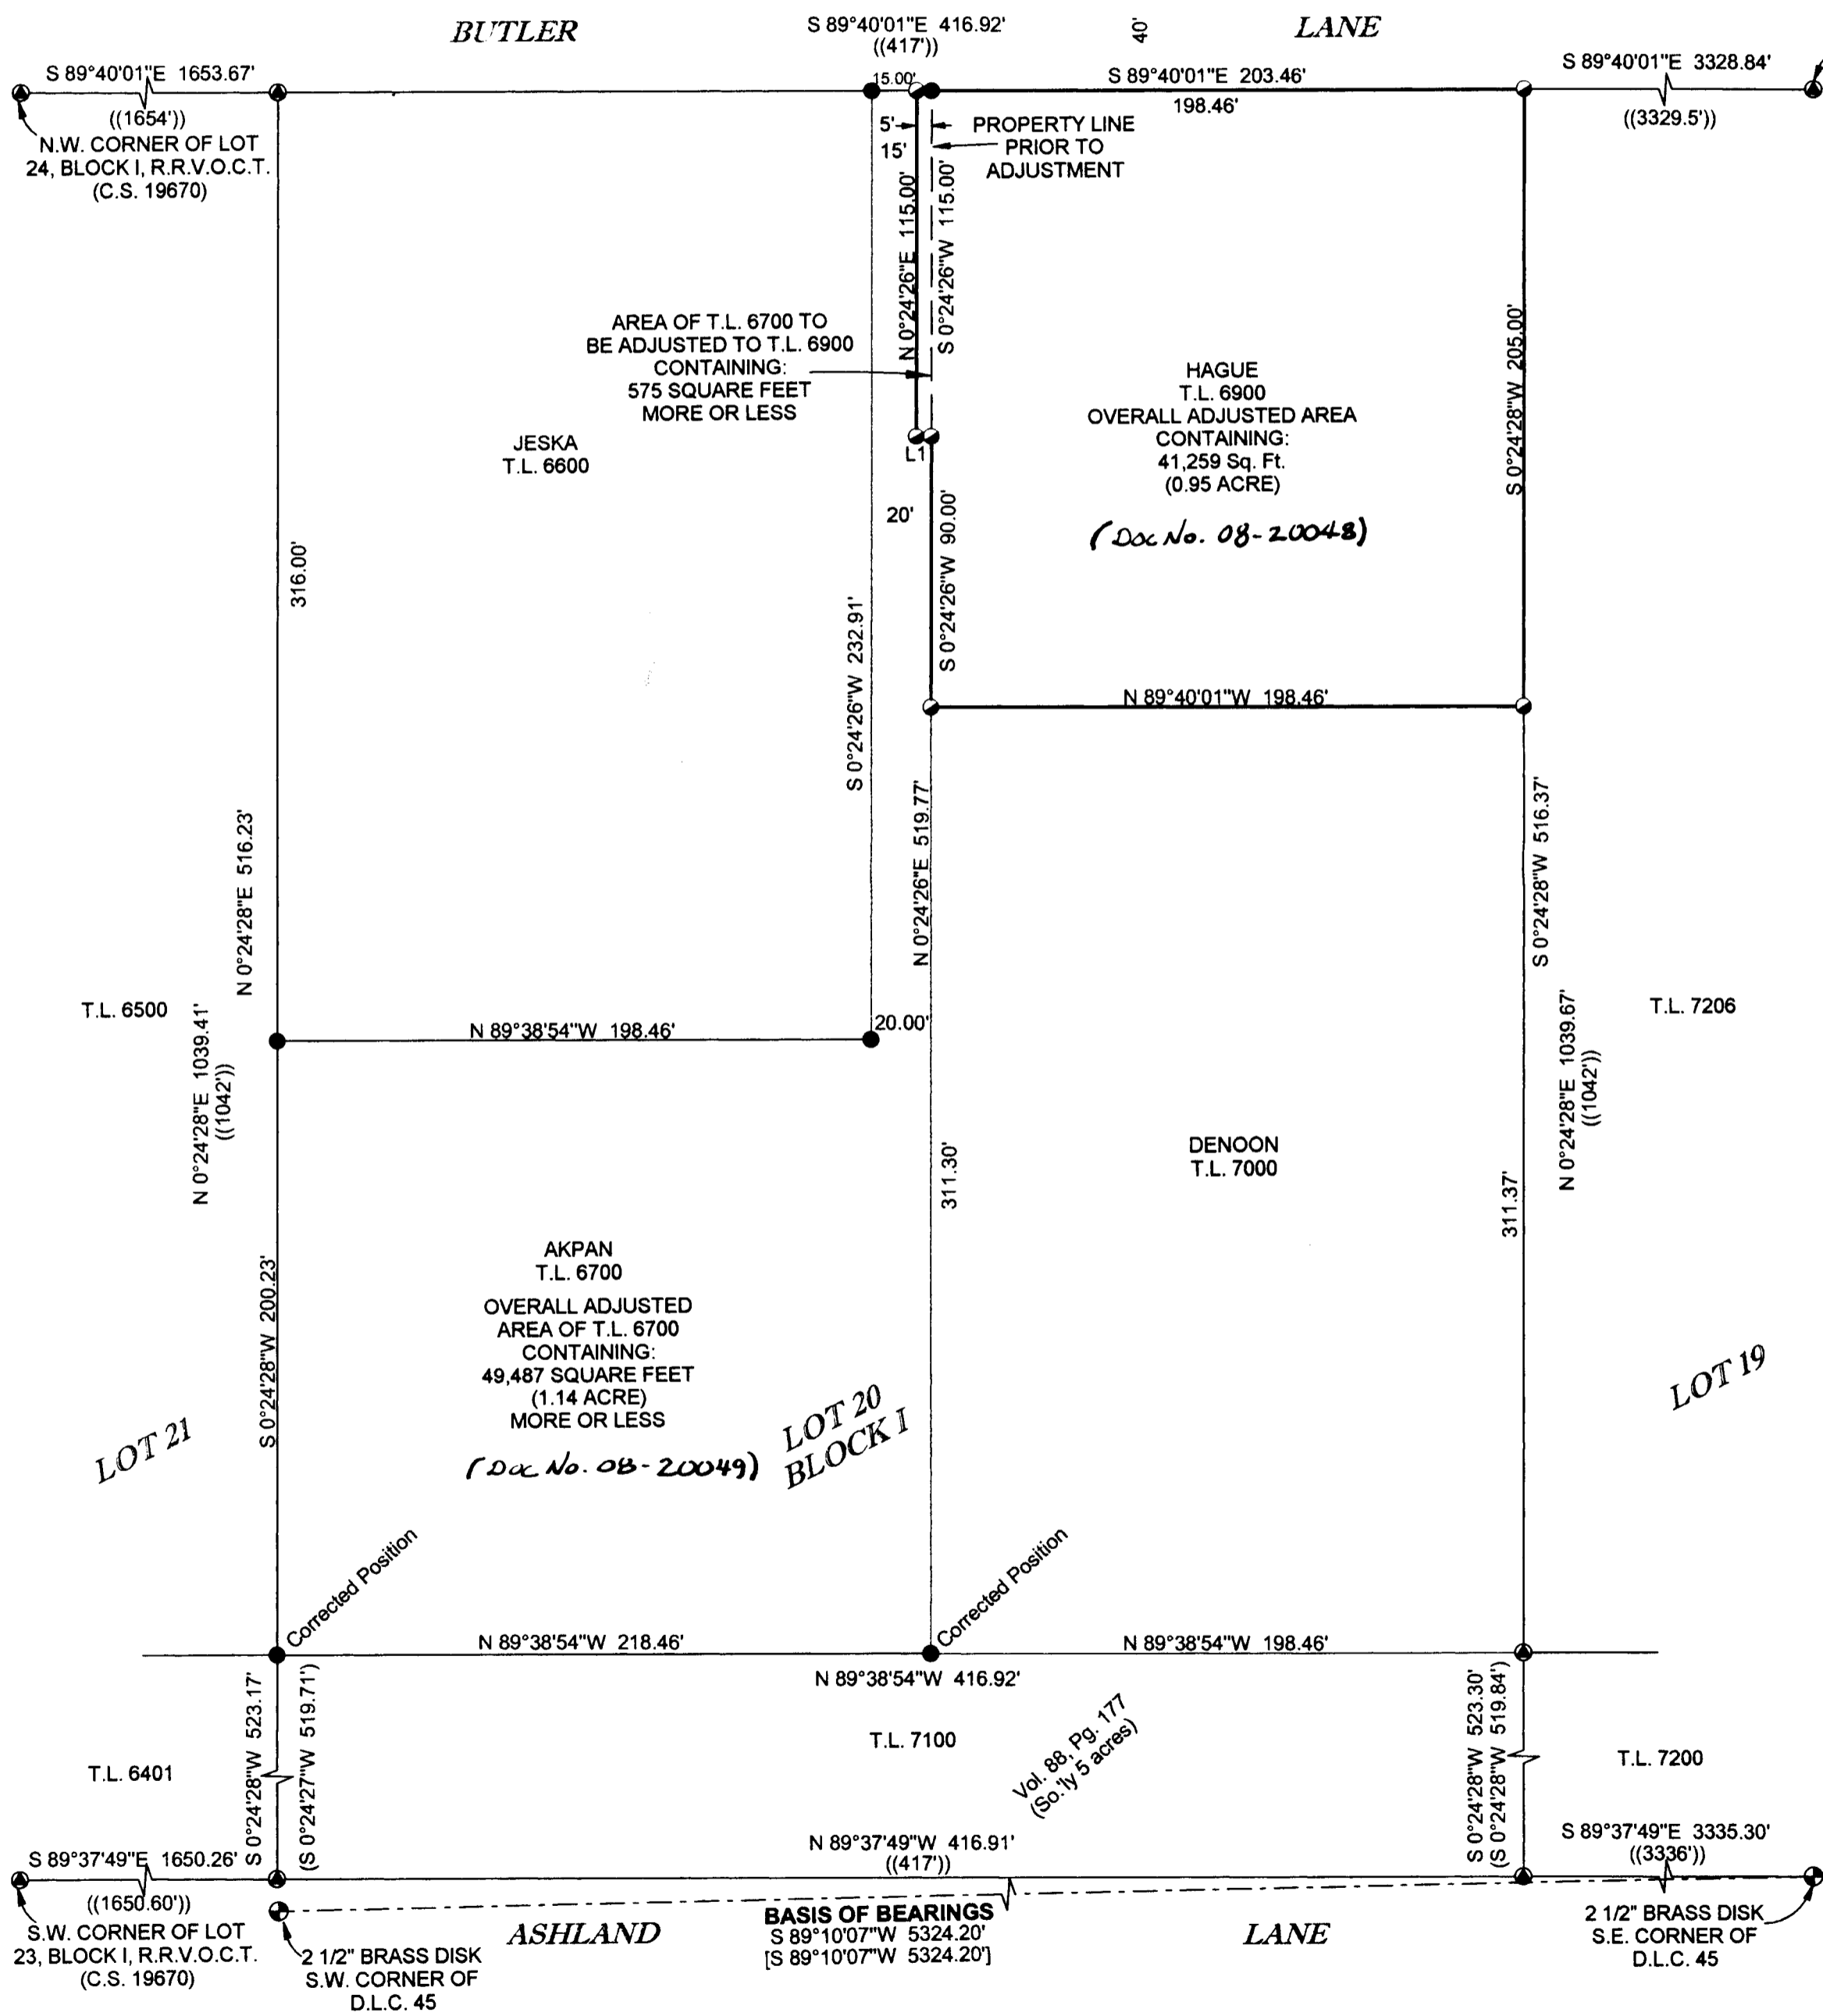 BUTLER
S 89°40'01"E 416.92'
((417'))
40'
LANE
S 89°40'01"E 1653.67'
((1654'))
N.W. CORNER OF LOT
24, BLOCK I, R.R.V.O.C.T.
(C.S. 19670)
15.00'
S 89°40'01"E 203.46'
198.46'
S 89°40'01"E 3328.84'
((3329.5'))
5'
15'
PROPERTY LINE
PRIOR TO
ADJUSTMENT
N 0°24'26"E 115.00'
S 0°24'26"W 115.00'
AREA OF T.L. 6700 TO
BE ADJUSTED TO T.L. 6900
CONTAINING:
575 SQUARE FEET
MORE OR LESS
JESKA
T.L. 6600
L1
20'
HAGUE
T.L. 6900
OVERALL ADJUSTED AREA
CONTAINING:
41,259 Sq. Ft.
(0.95 ACRE)
(Doc No. 08-20048)
S 0°24'28"W 205.00'
316.00'
S 0°24'26"W 232.91'
S 0°24'26"W 90.00'
N 89°40'01"W 198.46'
N 0°24'28"E 516.23'
N 0°24'26"E 519.77'
S 0°24'28"W 516.37'
T.L. 6500
N 0°24'28"E 1039.41'
((1042'))
N 89°38'54"W 198.46'
20.00'
T.L. 7206
N 0°24'28"E 1039.67'
((1042'))
DENOON
T.L. 7000
311.30'
311.37'
S 0°24'28"W 200.23'
AKPAN
T.L. 6700
OVERALL ADJUSTED
AREA OF T.L. 6700
CONTAINING:
49,487 SQUARE FEET
(1.14 ACRE)
MORE OR LESS
(Doc No. 08-20049)
LOT 21
LOT 20
BLOCK I
LOT 19
Corrected Position
Corrected Position
N 89°38'54"W 218.46'
N 89°38'54"W 198.46'
N 89°38'54"W 416.92'
S 0°24'28"W 523.17'
(S 0°24'27"W 519.71')
T.L. 6401
T.L. 7100
Vol. 88, Pg. 177
(So.'ly 5 acres)
S 0°24'28"W 523.30'
(S 0°24'28"W 519.84')
T.L. 7200
S 89°37'49"E 1650.26'
((1650.60'))
S.W. CORNER OF LOT
23, BLOCK I, R.R.V.O.C.T.
(C.S. 19670)
N 89°37'49"W 416.91'
((417'))
S 89°37'49"E 3335.30'
((3336'))
2 1/2" BRASS DISK
S.W. CORNER OF
D.L.C. 45
ASHLAND
BASIS OF BEARINGS
S 89°10'07"W 5324.20'
[S 89°10'07"W 5324.20']
LANE
2 1/2" BRASS DISK
S.E. CORNER OF
D.L.C. 45